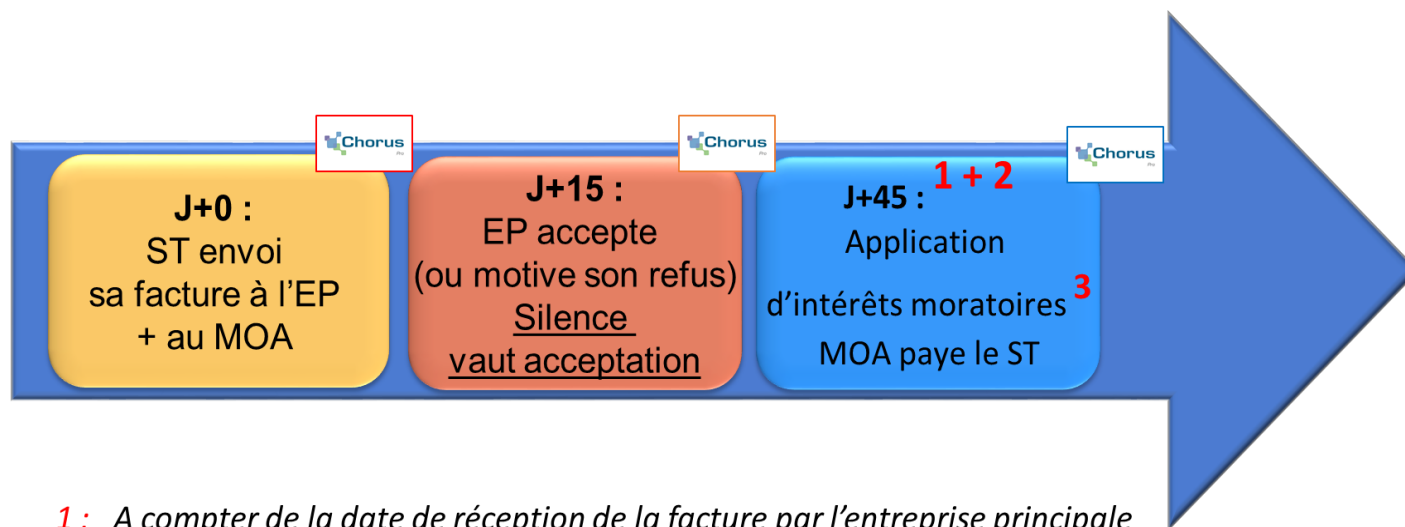 Chorus
Chorus
Chorus
J+0 :
ST envoi
sa facture à l'EP
+ au MOA
J+15 :
EP accepte
(ou motive son refus)
Silence
vaut acceptation
J+45 : 1 + 2
Application
d'intérêts moratoires 3
MOA paye le ST
1 : A compter de la date de réception de la facture par l'entreprise principale